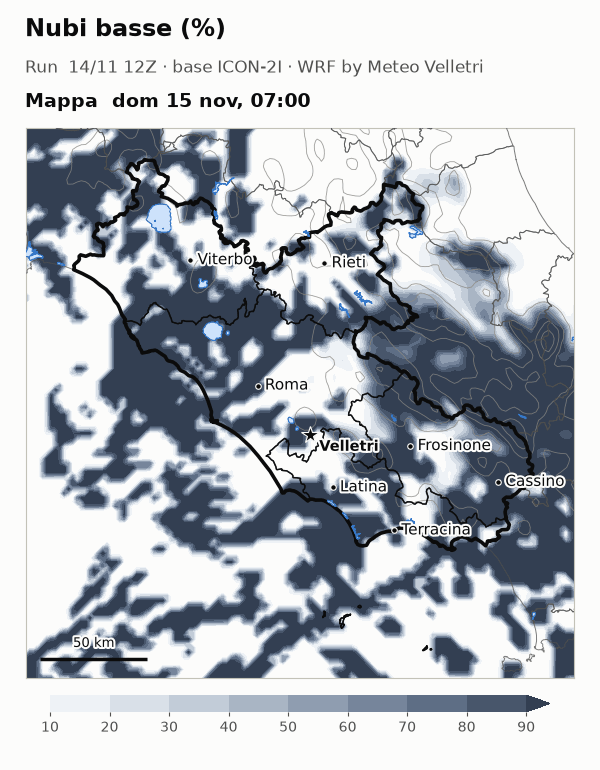 Nubi basse (%)
Run  14/11 12Z · base ICON-2I · WRF by Meteo Velletri
Mappa  dom 15 nov, 07:00
Viterbo
Rieti
Roma
Velletri
Frosinone
Latina
Cassino
Terracina
50 km
10 20 30 40 50 60 70 80 90